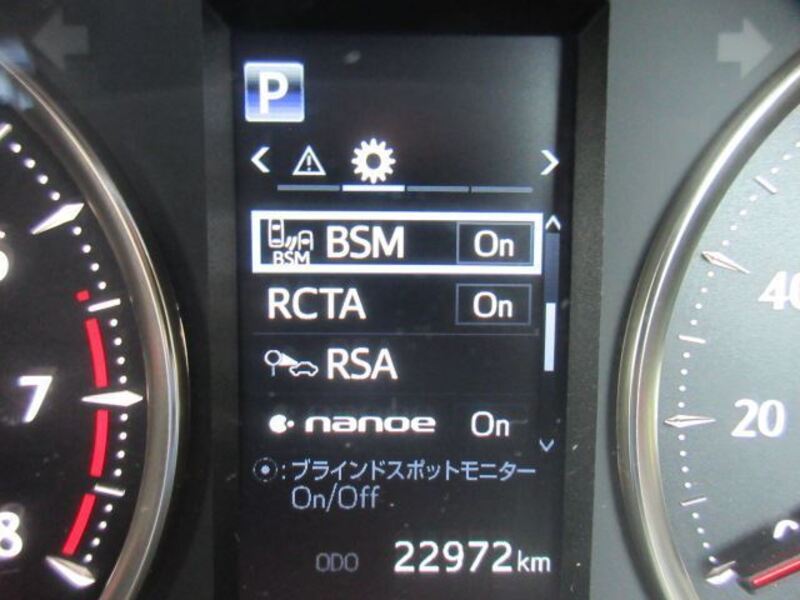 P
BSM BSM On
RCTA On
RSA
nanoe On
:ブラインドスポットモニター
On/Off
ODO 22972km
7
8
40
20